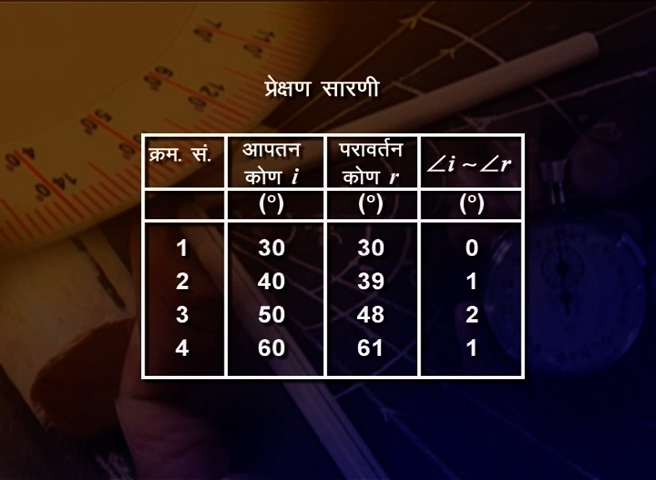 प्रेक्षण सारणी
क्रम. सं. आपतन कोण i परावर्तन कोण r ∠i ~ ∠r
(°) (°) (°)
1 30 30 0
2 40 39 1
3 50 48 2
4 60 61 1